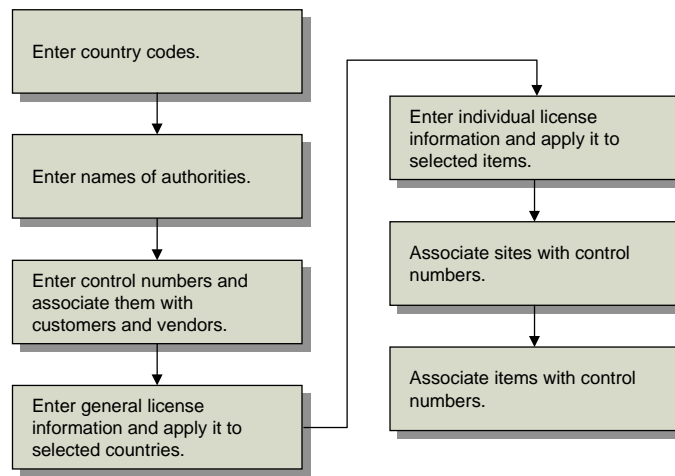 Enter country codes.
Enter names of authorities.
Enter control numbers and
associate them with
customers and vendors.
Enter general license
information and apply it to
selected countries.
Enter individual license
information and apply it to
selected items.
Associate sites with control
numbers.
Associate items with control
numbers.